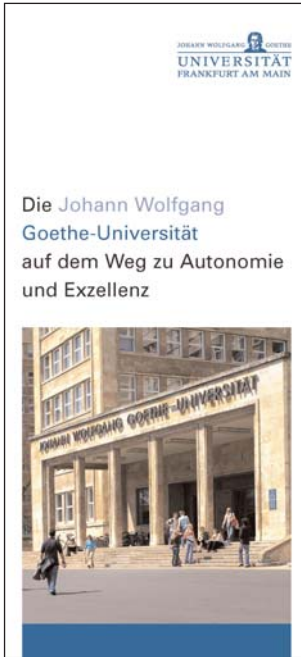 JOHANN WOLFGANG GOETHE
UNIVERSITÄT
FRANKFURT AM MAIN
Die Johann Wolfgang
Goethe-Universität
auf dem Weg zu Autonomie
und Exzellenz
JOHANN WOLFGANG GOETHE-UNIVERSITÄT